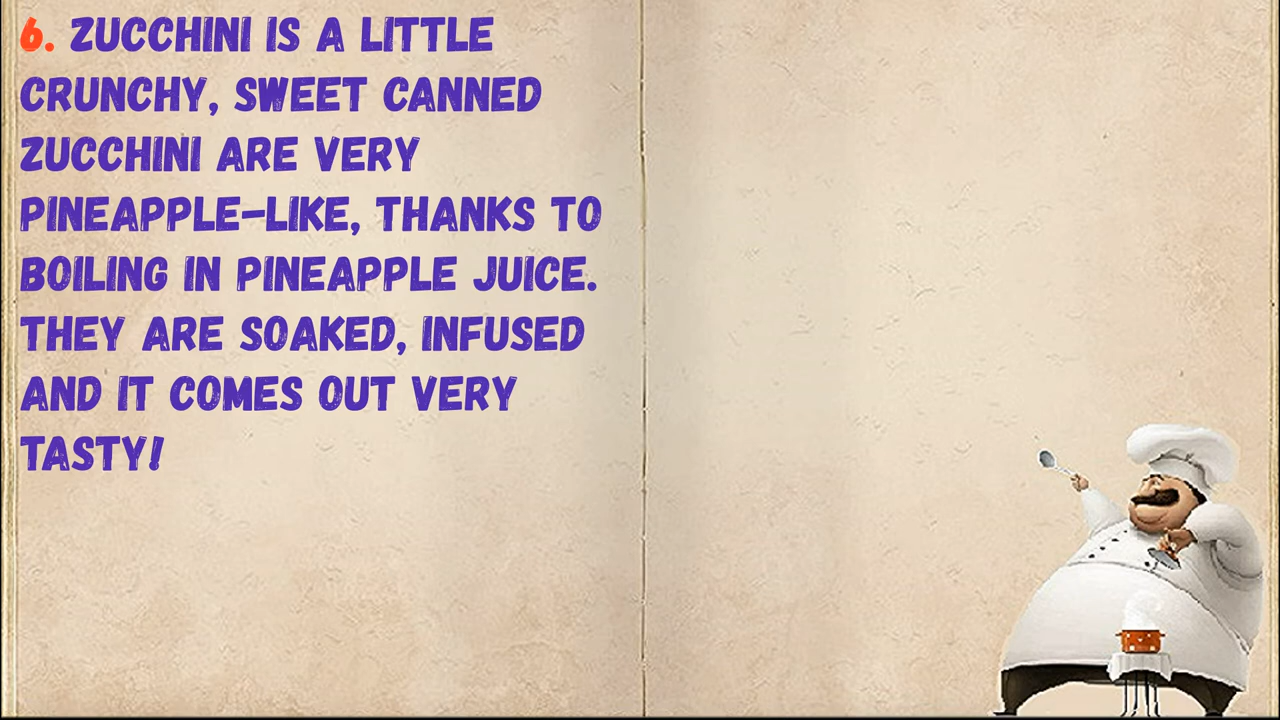 6. ZUCCHINI IS A LITTLE
CRUNCHY, SWEET CANNED
ZUCCHINI ARE VERY
PINEAPPLE-LIKE, THANKS TO
BOILING IN PINEAPPLE JUICE.
THEY ARE SOAKED, INFUSED
AND IT COMES OUT VERY
TASTY!